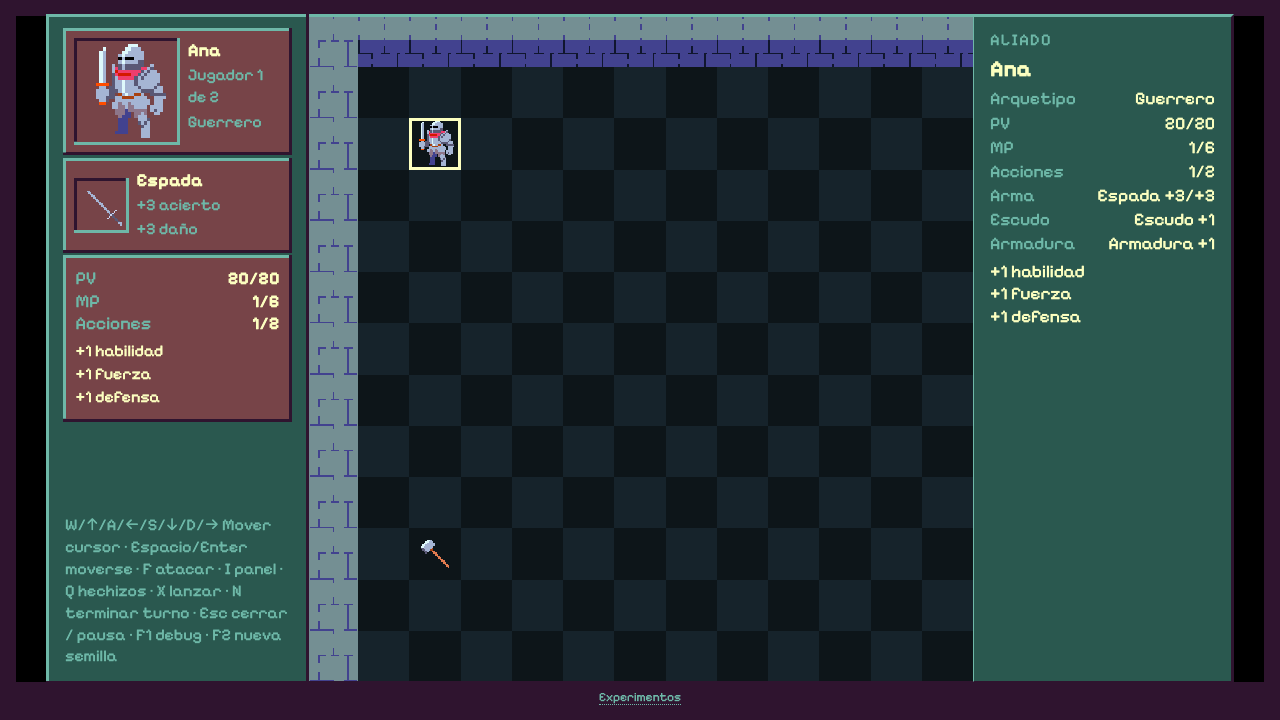 Ana
Jugador 1
de 2
Guerrero
Espada
+3 acierto
+3 daño
PV 20/20
MP 1/6
Acciones 1/2
+1 habilidad
+1 fuerza
+1 defensa
W/↑/A/←/S/↓/D/→ Mover
cursor · Espacio/Enter
moverse · F atacar · I panel ·
Q hechizos · X lanzar · N
terminar turno · Esc cerrar
/ pausa · F1 debug · F2 nueva
semilla
ALIADO
Ana
Arquetipo Guerrero
PV 20/20
MP 1/6
Acciones 1/2
Arma Espada +3/+3
Escudo Escudo +1
Armadura Armadura +1
+1 habilidad
+1 fuerza
+1 defensa
Experimentos